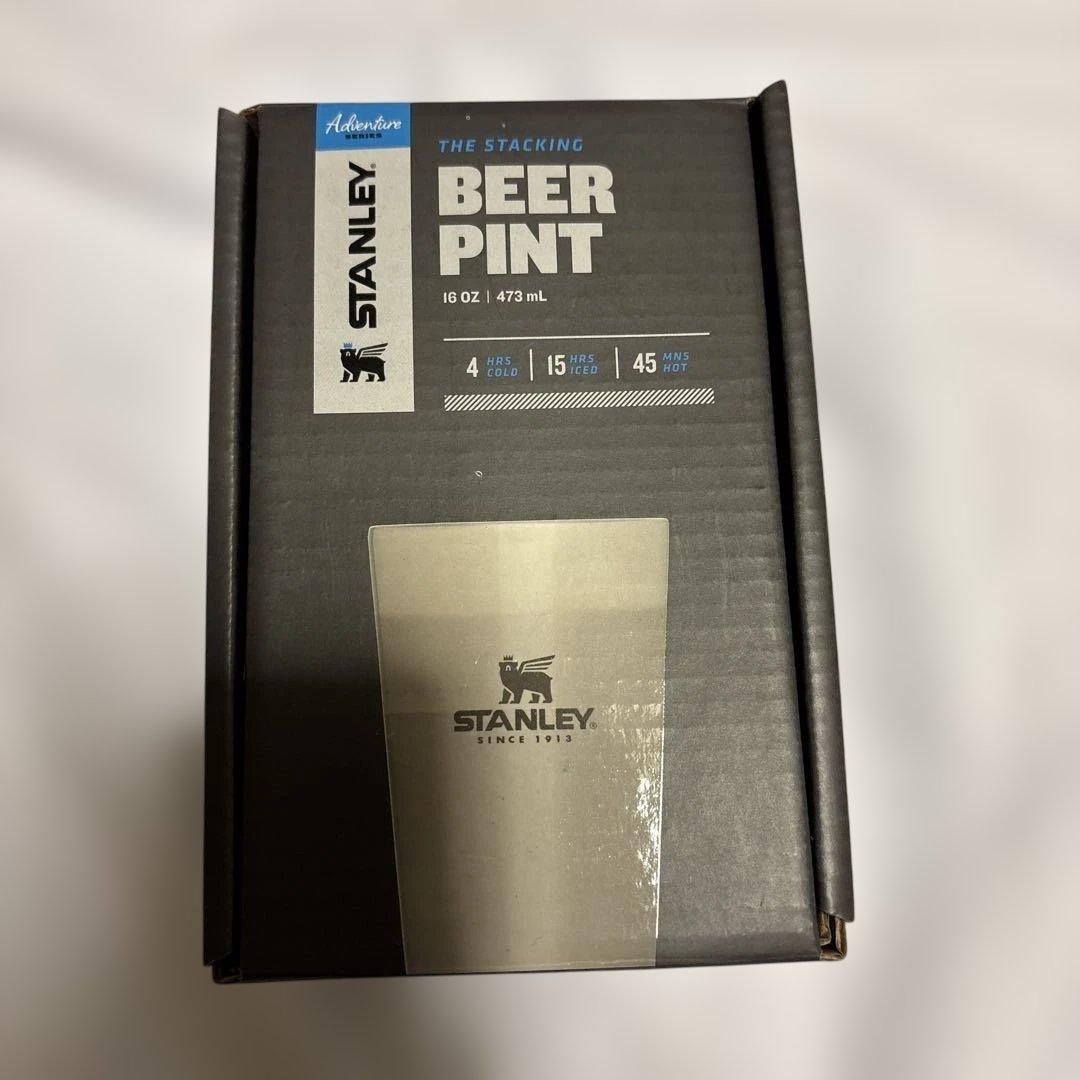 Adventure
SERIES
STANLEY®
THE STACKING
BEER
PINT
16 OZ | 473 mL
4 HRS COLD | 15 HRS ICED | 45 MNS HOT
STANLEY®
SINCE 1913